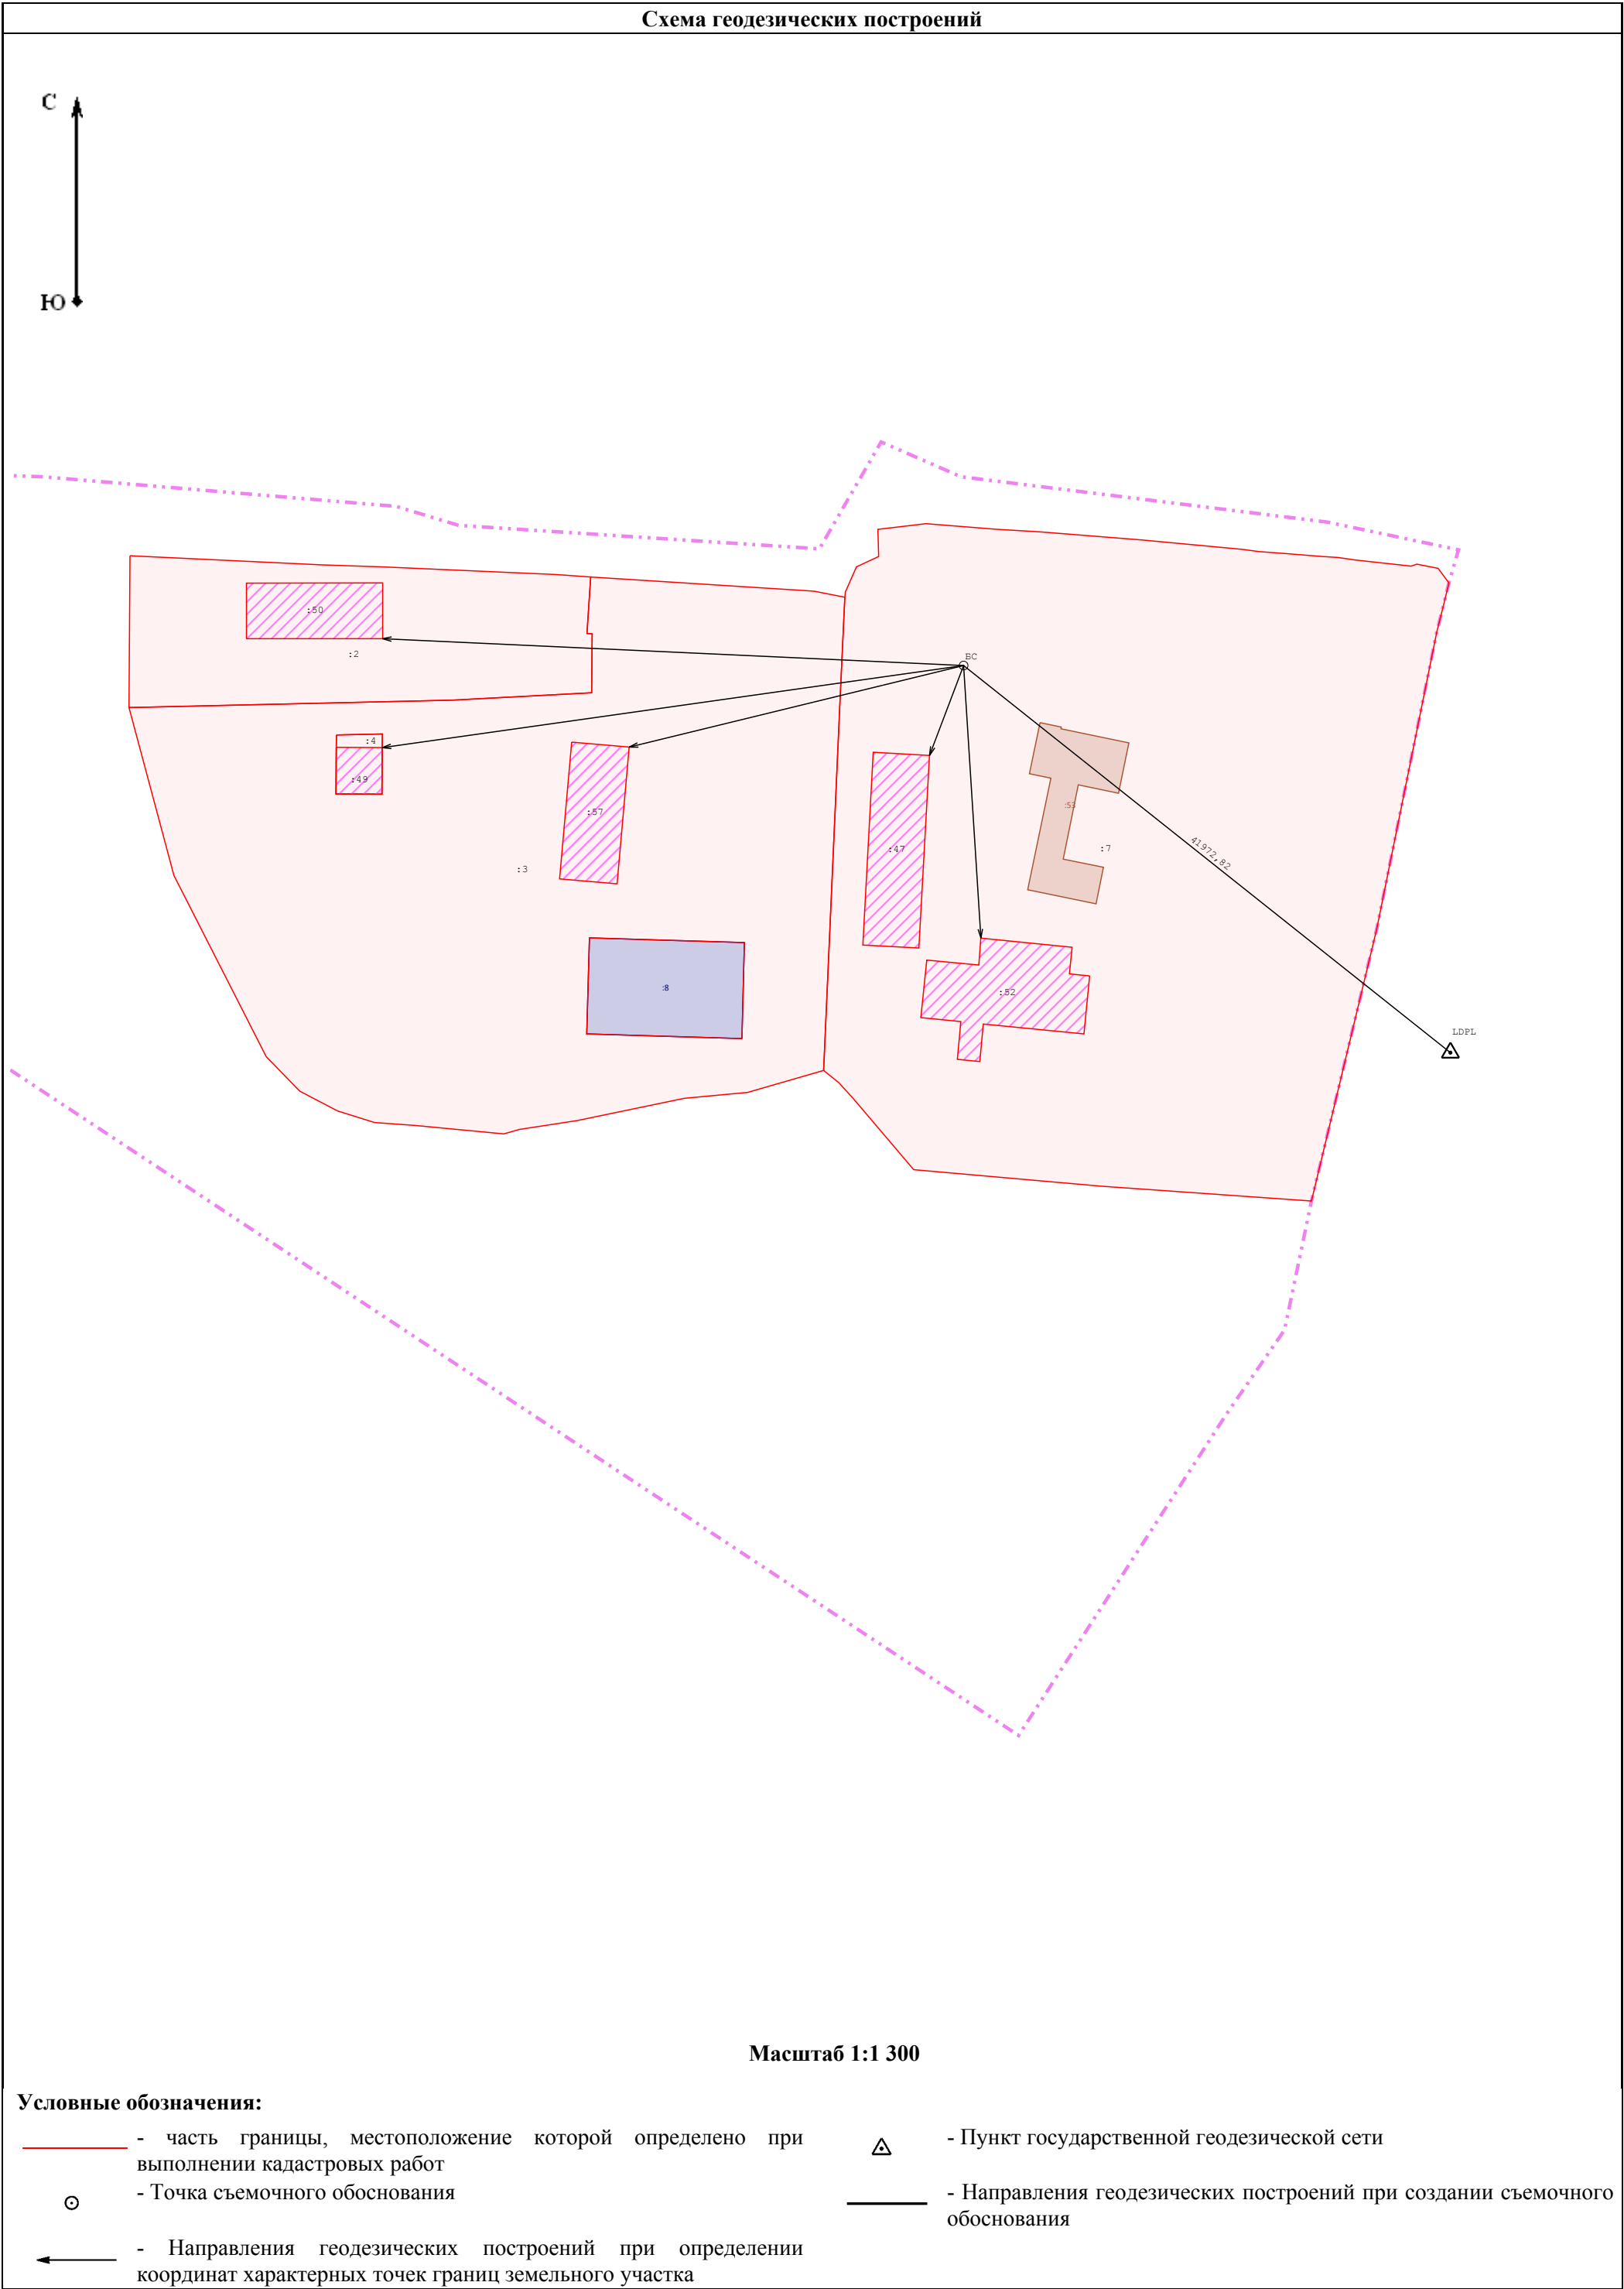 Схема геодезических построений
С
Ю
:50
:2
БС
:4
:49
:57
:53
:47
:7
41972,82
:3
:8
:52
LDPL
Масштаб 1:1 300
Условные обозначения:
- часть границы, местоположение которой определено при
выполнении кадастровых работ
- Пункт государственной геодезической сети
- Точка съемочного обоснования
- Направления геодезических построений при создании съемочного
обоснования
- Направления геодезических построений при определении
координат характерных точек границ земельного участка